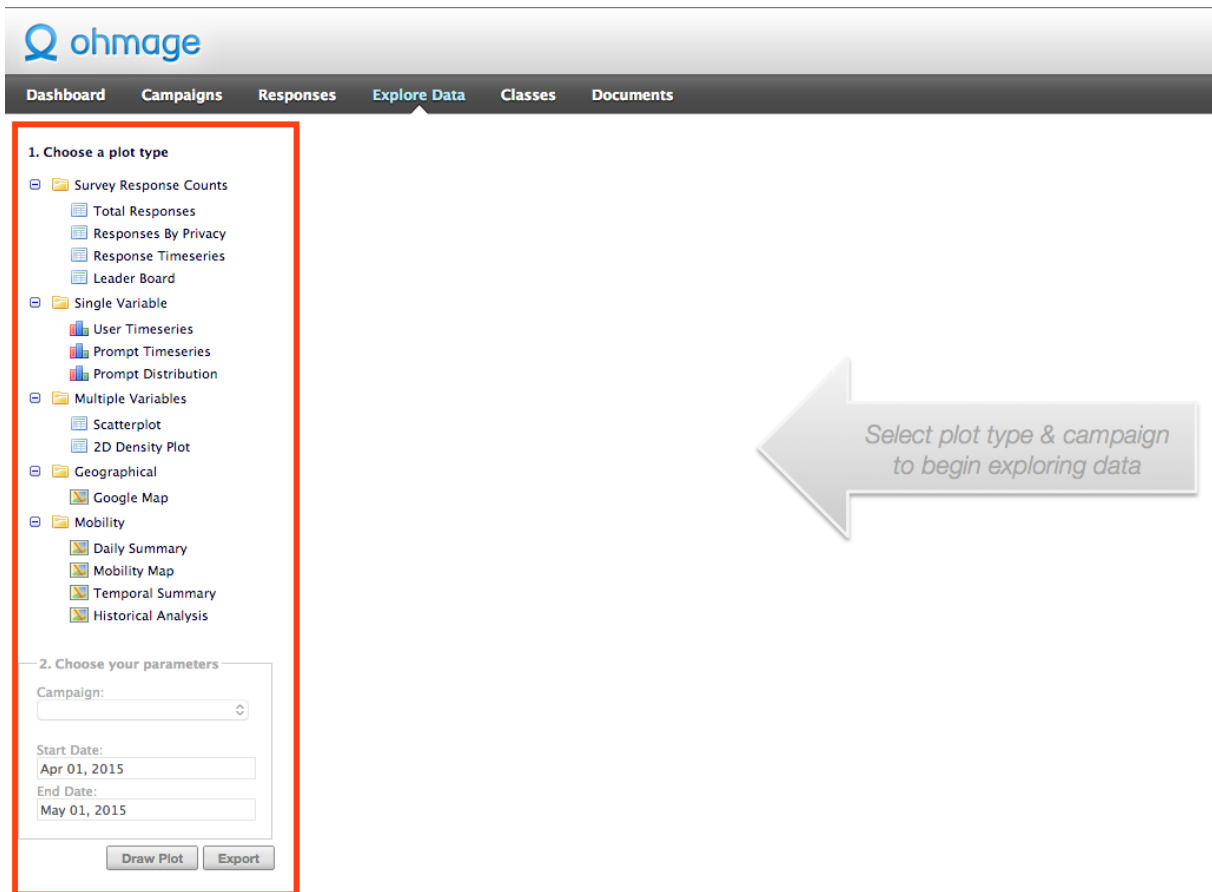 ohmage
Dashboard Campaigns Responses Explore Data Classes Documents
1. Choose a plot type
Survey Response Counts
Total Responses
Responses By Privacy
Response Timeseries
Leader Board
Single Variable
User Timeseries
Prompt Timeseries
Prompt Distribution
Multiple Variables
Scatterplot
2D Density Plot
Geographical
Google Map
Mobility
Daily Summary
Mobility Map
Temporal Summary
Historical Analysis
2. Choose your parameters
Campaign:
Start Date:
Apr 01, 2015
End Date:
May 01, 2015
Draw Plot Export
Select plot type & campaign
to begin exploring data